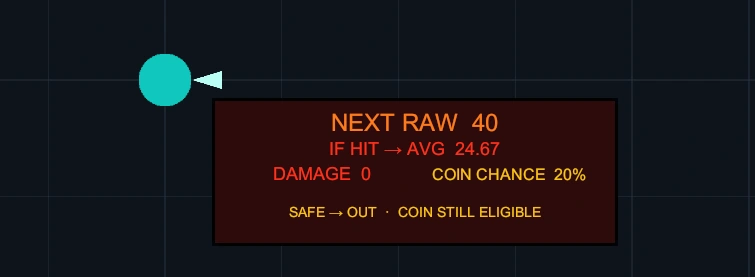 NEXT RAW 40
IF HIT → AVG 24.67
DAMAGE 0 COIN CHANCE 20%
SAFE → OUT · COIN STILL ELIGIBLE